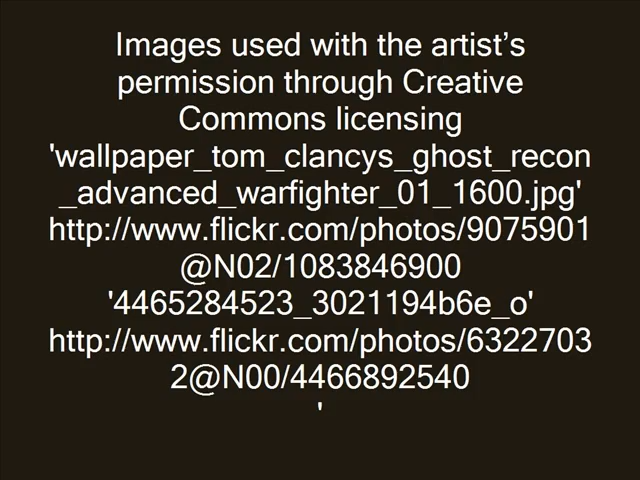 Images used with the artist’s
permission through Creative
Commons licensing
'wallpaper_tom_clancys_ghost_recon
_advanced_warfighter_01_1600.jpg'
http://www.flickr.com/photos/9075901
@N02/1083846900
'4465284523_3021194b6e_o'
http://www.flickr.com/photos/6322703
2@N00/4466892540
'